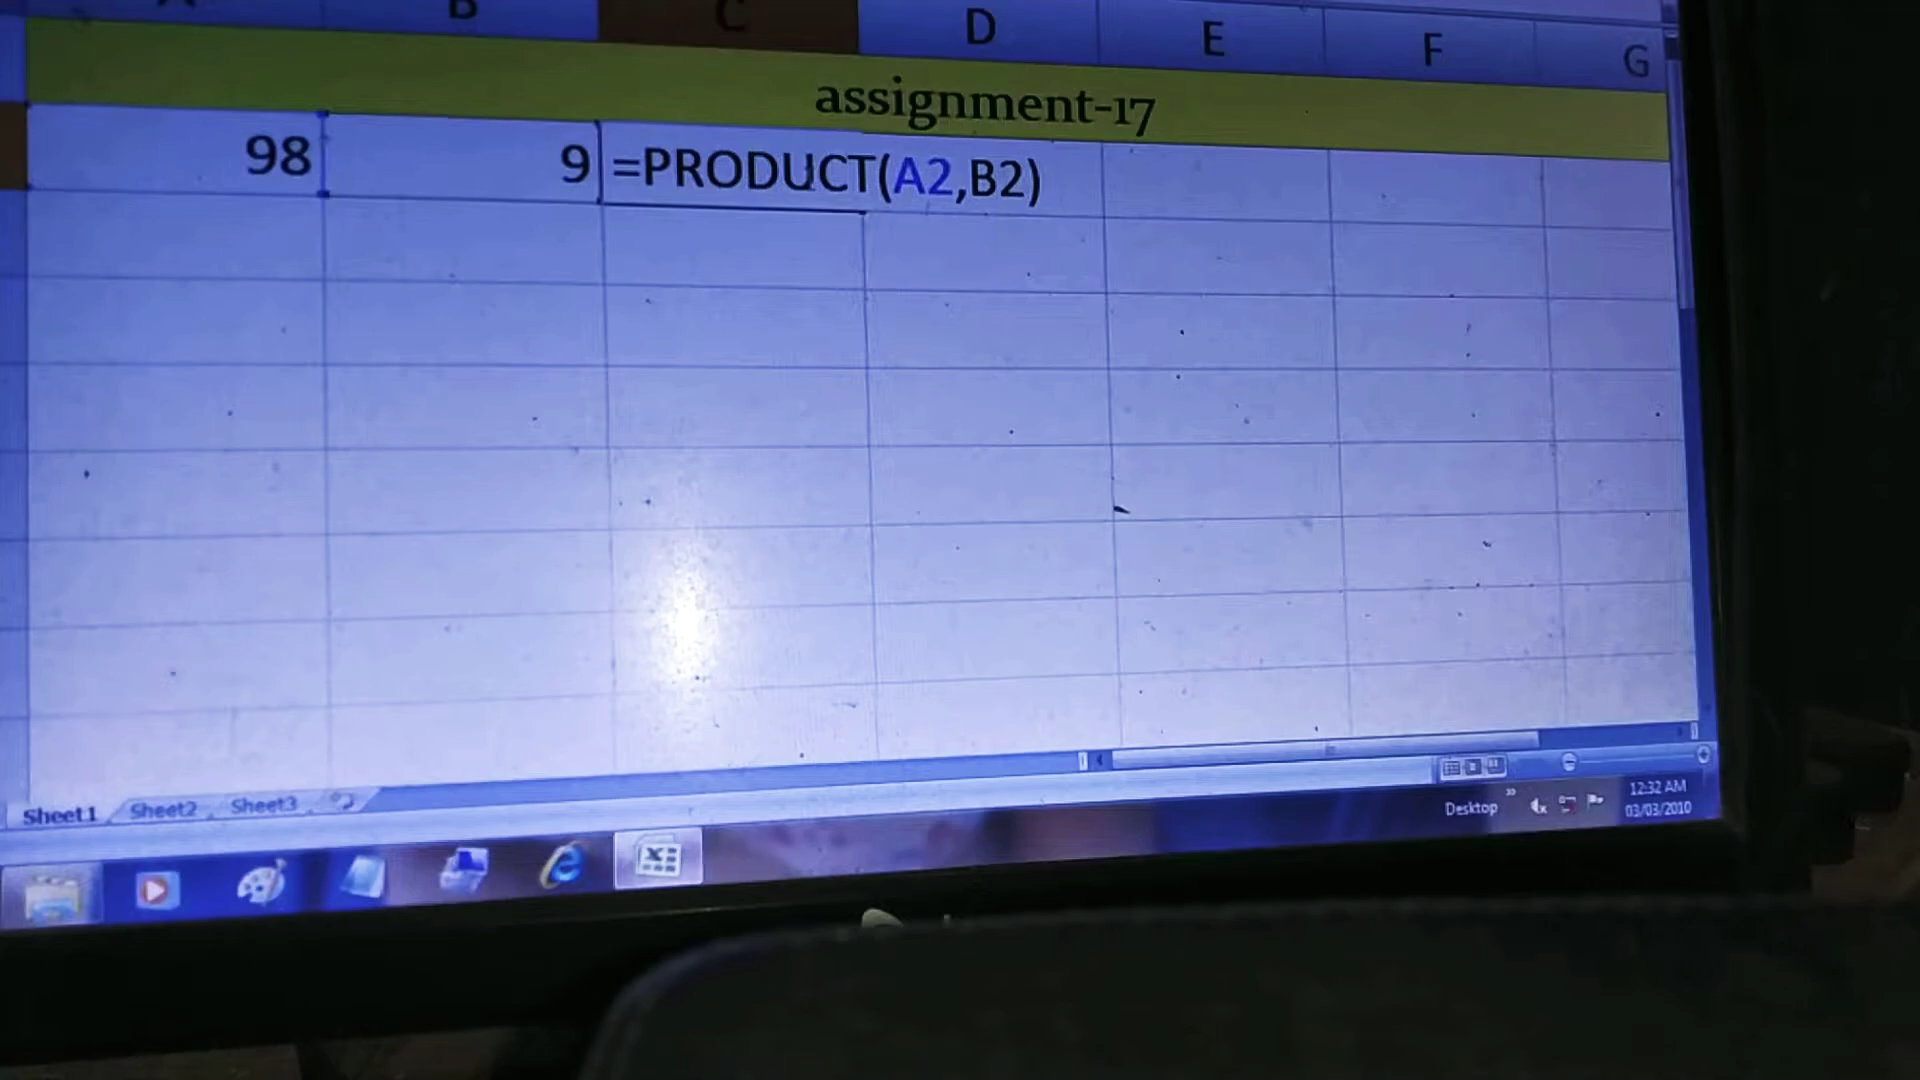 A B C D E F G
assignment-17
98 9 =PRODUCT(A2,B2)
Sheet1 Sheet2 Sheet3
Desktop
12:32 AM
03/03/2010